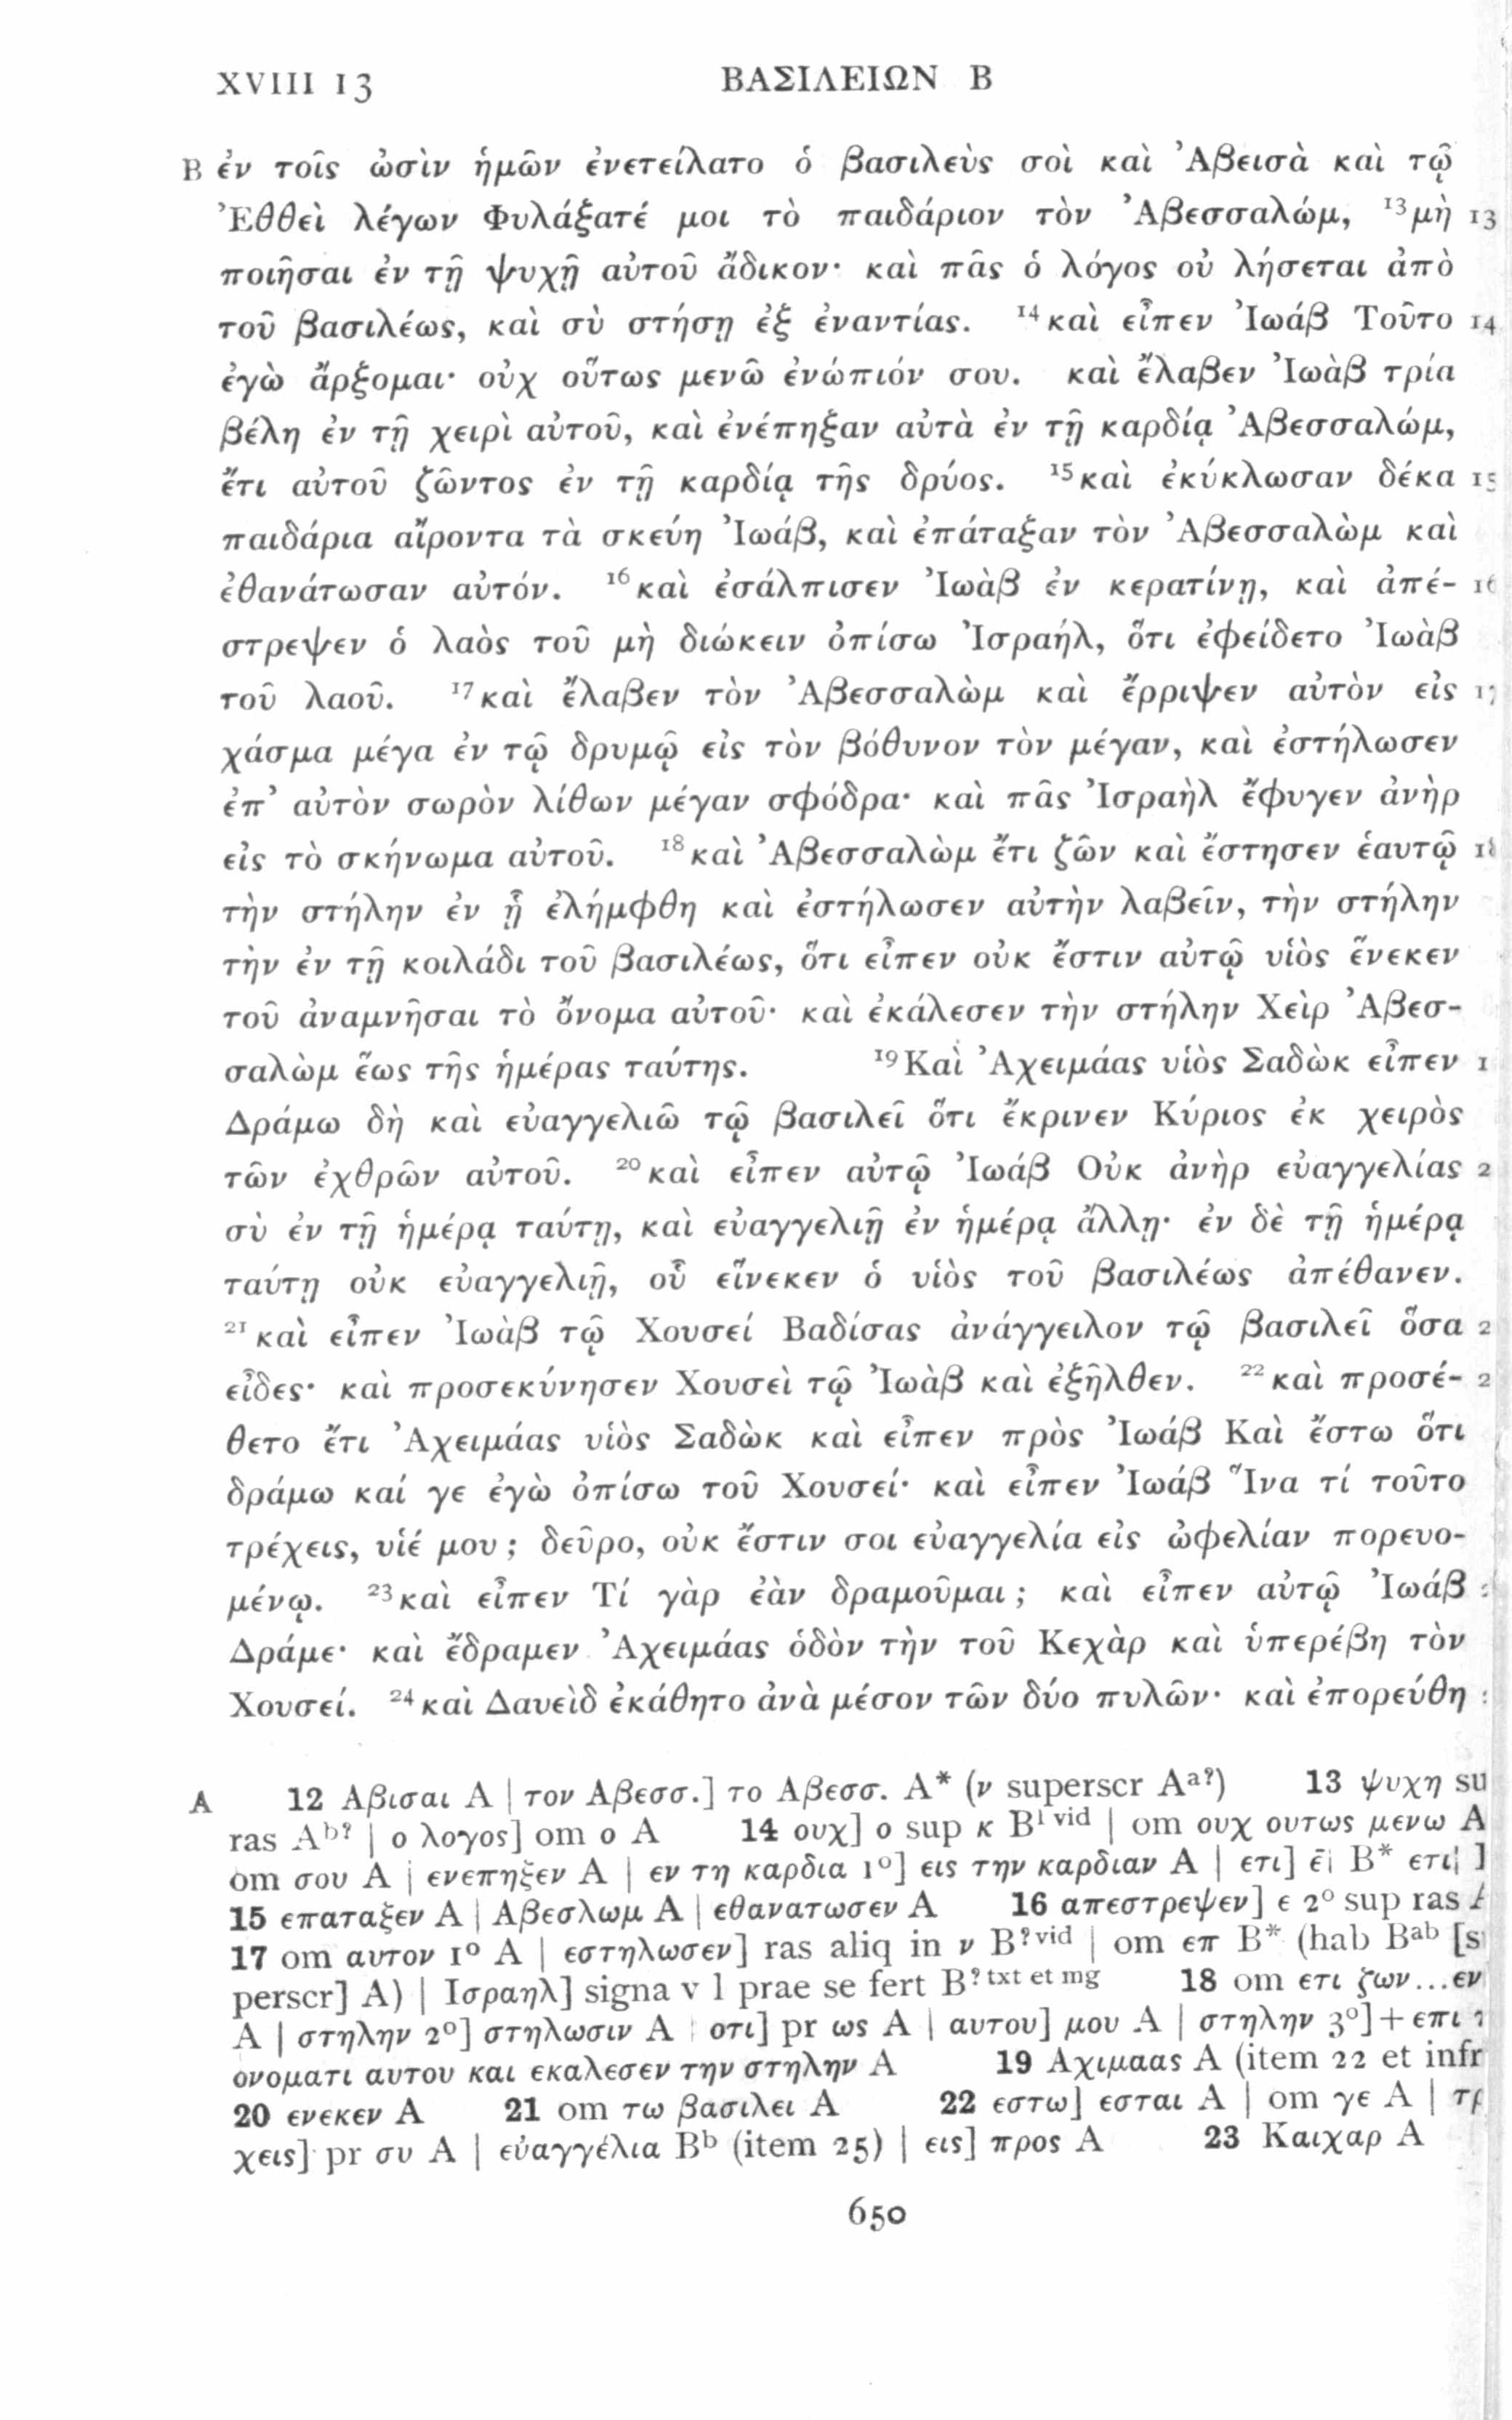 XVIII 13 ΒΑΣΙΛΕΙΩΝ Β
B ἐν τοῖς ὠσὶν ἡμῶν ἐνετείλατο ὁ βασιλεὺς σοὶ καὶ Ἀβεισὰ καὶ τῷ
Ἐθθεὶ λέγων Φυλάξατέ μοι τὸ παιδάριον τὸν Ἀβεσσαλώμ, ¹³μὴ 13
ποιῆσαι ἐν τῇ ψυχῇ αὐτοῦ ἄδικον· καὶ πᾶς ὁ λόγος οὐ λήσεται ἀπὸ
τοῦ βασιλέως, καὶ σὺ στήσῃ ἐξ ἐναντίας. ¹⁴καὶ εἶπεν Ἰωάβ Τοῦτο 14
ἐγὼ ἄρξομαι· οὐχ οὕτως μενῶ ἐνώπιόν σου. καὶ ἔλαβεν Ἰωὰβ τρία
βέλη ἐν τῇ χειρὶ αὐτοῦ, καὶ ἐνέπηξαν αὐτὰ ἐν τῇ καρδίᾳ Ἀβεσσαλώμ,
ἔτι αὐτοῦ ζῶντος ἐν τῇ καρδίᾳ τῆς δρύος. ¹⁵καὶ ἐκύκλωσαν δέκα 15
παιδάρια αἴροντα τὰ σκεύη Ἰωάβ, καὶ ἐπάταξαν τὸν Ἀβεσσαλὼμ καὶ
ἐθανάτωσαν αὐτόν. ¹⁶καὶ ἐσάλπισεν Ἰωὰβ ἐν κερατίνῃ, καὶ ἀπέ- 16
στρεψεν ὁ λαὸς τοῦ μὴ διώκειν ὀπίσω Ἰσραήλ, ὅτι ἐφείδετο Ἰωὰβ
τοῦ λαοῦ. ¹⁷καὶ ἔλαβεν τὸν Ἀβεσσαλὼμ καὶ ἔρριψεν αὐτὸν εἰς 17
χάσμα μέγα ἐν τῷ δρυμῷ εἰς τὸν βόθυνον τὸν μέγαν, καὶ ἐστήλωσεν
ἐπ’ αὐτὸν σωρὸν λίθων μέγαν σφόδρα· καὶ πᾶς Ἰσραὴλ ἔφυγεν ἀνὴρ
εἰς τὸ σκήνωμα αὐτοῦ. ¹⁸καὶ Ἀβεσσαλὼμ ἔτι ζῶν καὶ ἔστησεν ἑαυτῷ 18
τὴν στήλην ἐν ᾗ ἐλήμφθη καὶ ἐστήλωσεν αὐτὴν λαβεῖν, τὴν στήλην
τὴν ἐν τῇ κοιλάδι τοῦ βασιλέως, ὅτι εἶπεν οὐκ ἔστιν αὐτῷ υἱὸς ἕνεκεν
τοῦ ἀναμνῆσαι τὸ ὄνομα αὐτοῦ· καὶ ἐκάλεσεν τὴν στήλην Χεὶρ Ἀβεσ-
σαλὼμ ἕως τῆς ἡμέρας ταύτης. ¹⁹Καὶ Ἀχειμάας υἱὸς Σαδὼκ εἶπεν 1
Δράμω δὴ καὶ εὐαγγελιῶ τῷ βασιλεῖ ὅτι ἔκρινεν Κύριος ἐκ χειρὸς
τῶν ἐχθρῶν αὐτοῦ. ²⁰καὶ εἶπεν αὐτῷ Ἰωάβ Οὐκ ἀνὴρ εὐαγγελίας 2
σὺ ἐν τῇ ἡμέρᾳ ταύτῃ, καὶ εὐαγγελιῇ ἐν ἡμέρᾳ ἄλλῃ· ἐν δὲ τῇ ἡμέρᾳ
ταύτῃ οὐκ εὐαγγελιῇ, οὗ εἵνεκεν ὁ υἱὸς τοῦ βασιλέως ἀπέθανεν.
²¹καὶ εἶπεν Ἰωὰβ τῷ Χουσεί Βαδίσας ἀνάγγειλον τῷ βασιλεῖ ὅσα 2
εἶδες· καὶ προσεκύνησεν Χουσεὶ τῷ Ἰωὰβ καὶ ἐξῆλθεν. ²²καὶ προσέ- 2
θετο ἔτι Ἀχειμάας υἱὸς Σαδὼκ καὶ εἶπεν πρὸς Ἰωάβ Καὶ ἔστω ὅτι
δράμω καί γε ἐγὼ ὀπίσω τοῦ Χουσεί· καὶ εἶπεν Ἰωάβ Ἵνα τί τοῦτο
τρέχεις, υἱέ μου; δεῦρο, οὐκ ἔστιν σοι εὐαγγελία εἰς ὠφελίαν πορευο-
μένῳ. ²³καὶ εἶπεν Τί γὰρ ἐὰν δραμοῦμαι; καὶ εἶπεν αὐτῷ Ἰωάβ
Δράμε· καὶ ἔδραμεν Ἀχειμάας ὁδὸν τὴν τοῦ Κεχὰρ καὶ ὑπερέβη τὸν
Χουσεί. ²⁴καὶ Δαυεὶδ ἐκάθητο ἀνὰ μέσον τῶν δύο πυλῶν· καὶ ἐπορεύθη
A 12 Αβισαι A | τον Αβεσσ.] το Αβεσσ. A* (ν superscr Aᵃ?) 13 ψυχη su
ras Aᵇ? | ο λογος] om ο A 14 ουχ] ο sup κ B¹ ᵛⁱᵈ | om ουχ ουτως μενω A
om σου A | ενεπηξεν A | εν τη καρδια 1°] εις την καρδιαν A | ετι] ε̄ι B* ετι
15 επαταξεν A | Αβεσλωμ A | εθανατωσεν A 16 απεστρεψεν] ε 2° sup ras
17 om αυτον 1° A | εστηλωσεν] ras aliq in ν B?ᵛⁱᵈ | om επ B* (hab Bᵃᵇ [s
perscr] A) | Ισραηλ] signa v l prae se fert B? ᵗˣᵗ ᵉᵗ ᵐᵍ 18 om ετι ζων...εν
A | στηλην 2°] στηλωσιν A | οτι] pr ως A | αυτου] μου A | στηλην 3°]+επι
ονοματι αυτου και εκαλεσεν την στηλην A 19 Αχιμαας A (item 22 et infr
20 ενεκεν A 21 om τω βασιλει A 22 εστω] εσται A | om γε A | τρ
χεις] pr συ A | εὐαγγέλια Bᵇ (item 25) | εις] προς A 23 Καιχαρ A
650